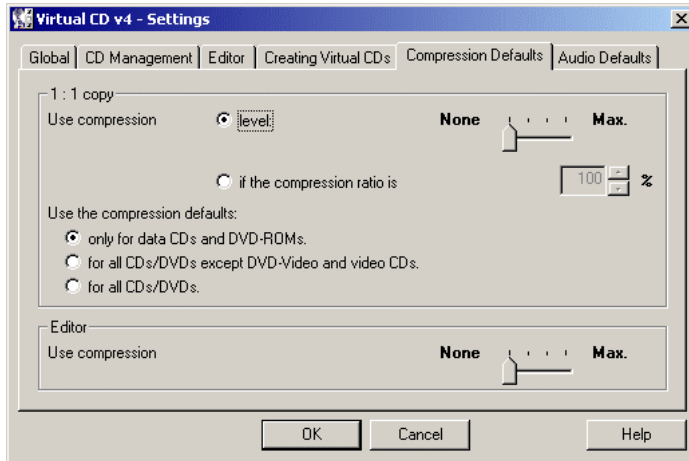 Virtual CD v4 - Settings
Global CD Management Editor Creating Virtual CDs Compression Defaults Audio Defaults
1 : 1 copy
Use compression level: None Max.
if the compression ratio is 100 %
Use the compression defaults:
only for data CDs and DVD-ROMs.
for all CDs/DVDs except DVD-Video and video CDs.
for all CDs/DVDs.
Editor
Use compression None Max.
OK Cancel Help